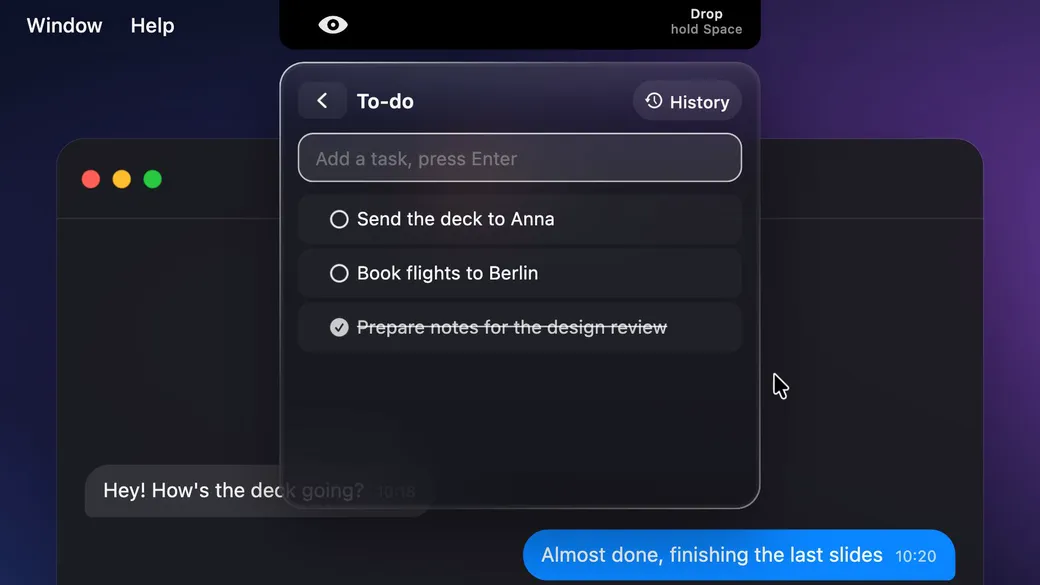 Window Help
Drop
hold Space
To-do
History
Add a task, press Enter
Send the deck to Anna
Book flights to Berlin
Prepare notes for the design review
Hey! How's the deck going? 10:18
Almost done, finishing the last slides 10:20